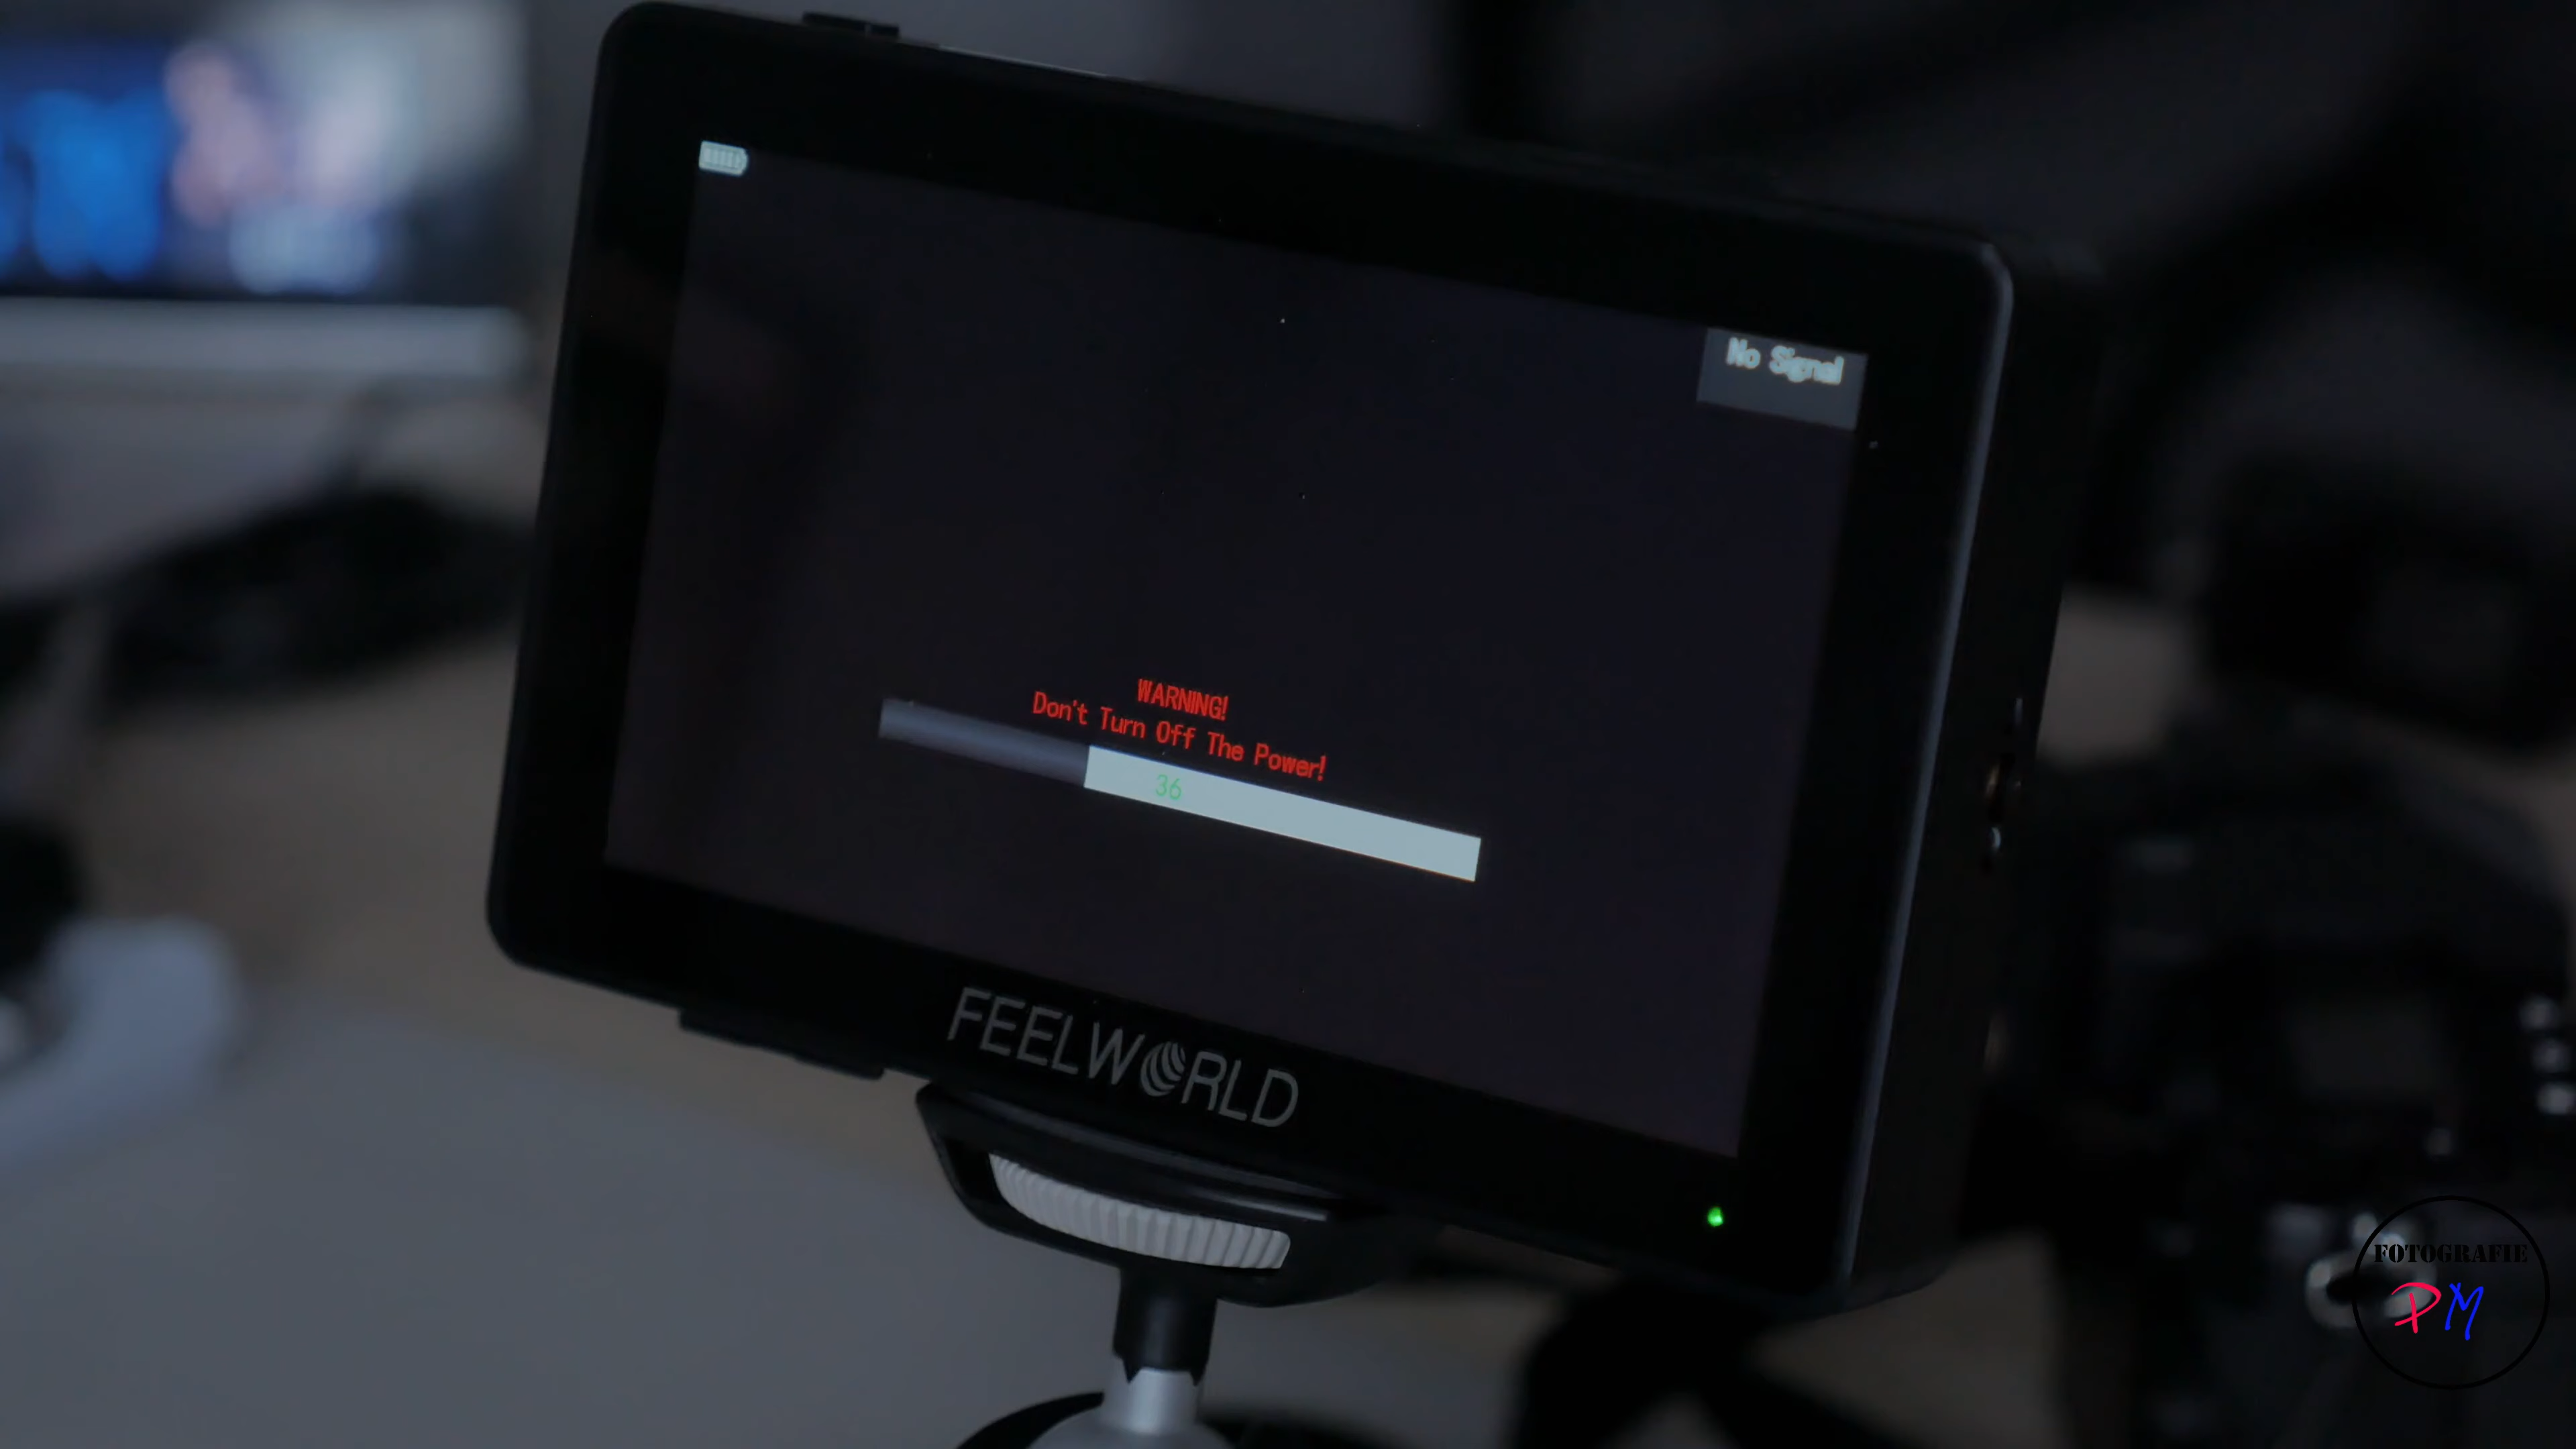 No Signal
WARNING!
Don't Turn Off The Power!
36
FEELWORLD
FOTOGRAFIE
PM